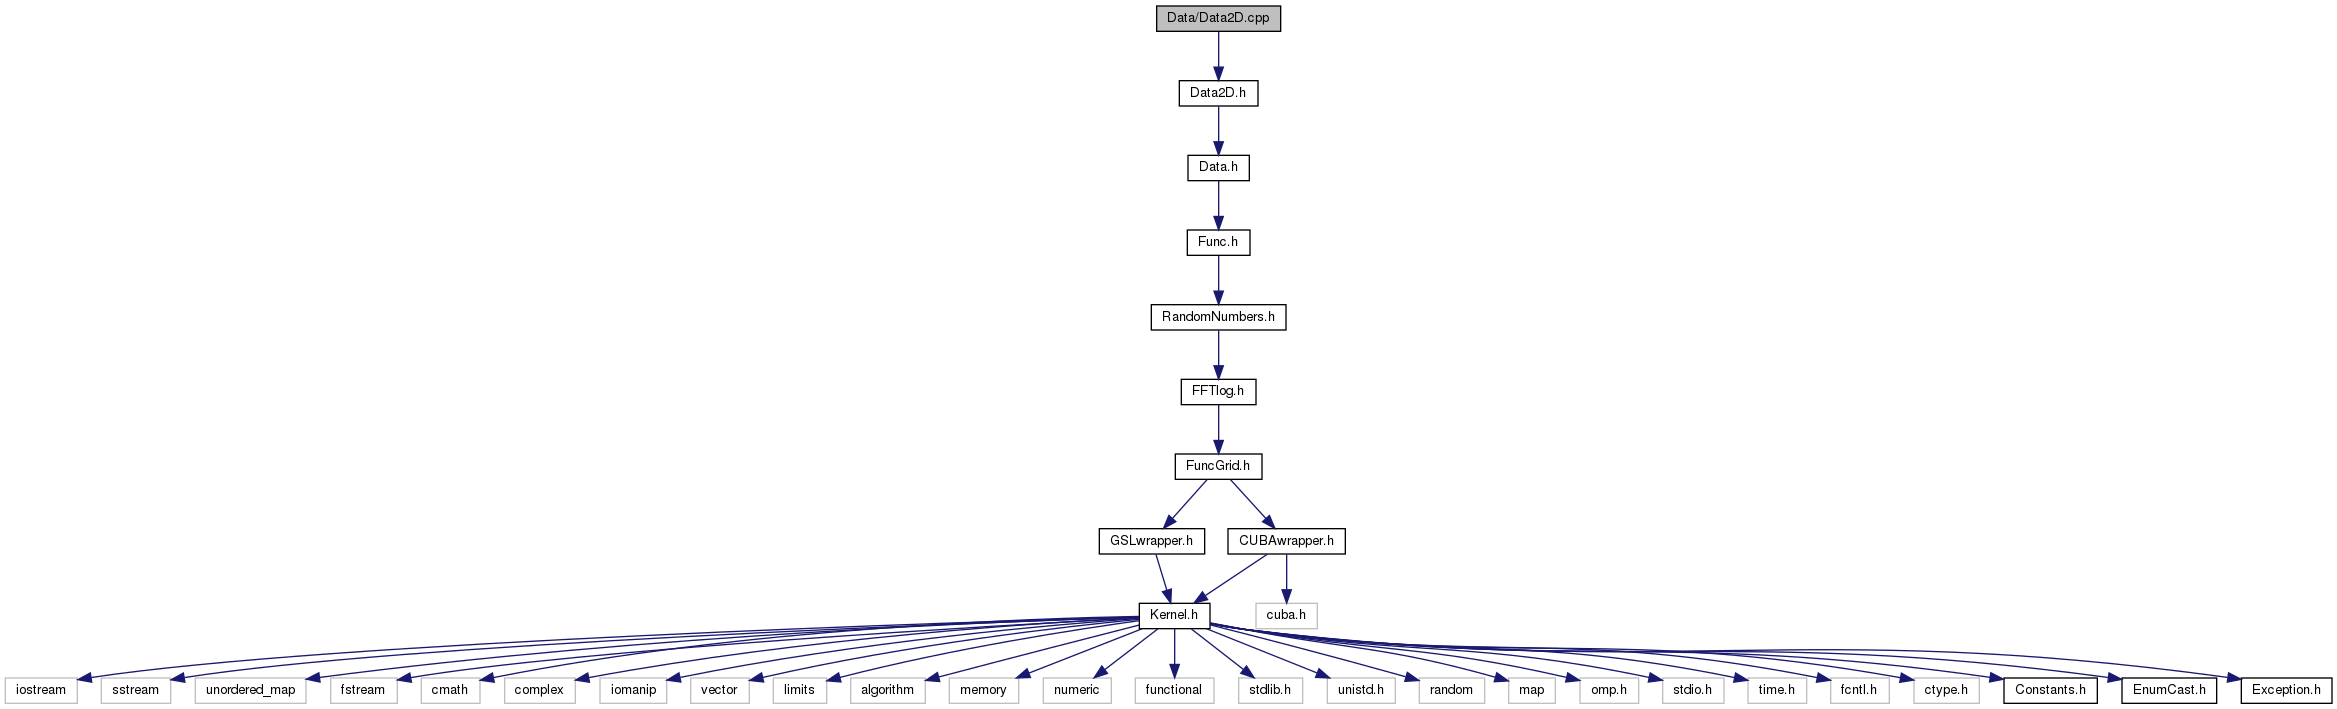 Data/Data2D.cpp
Data2D.h
Data.h
Func.h
RandomNumbers.h
FFTlog.h
FuncGrid.h
GSLwrapper.h
CUBAwrapper.h
Kernel.h
cuba.h
iostream
sstream
unordered_map
fstream
cmath
complex
iomanip
vector
limits
algorithm
memory
numeric
functional
stdlib.h
unistd.h
random
map
omp.h
stdio.h
time.h
fcntl.h
ctype.h
Constants.h
EnumCast.h
Exception.h